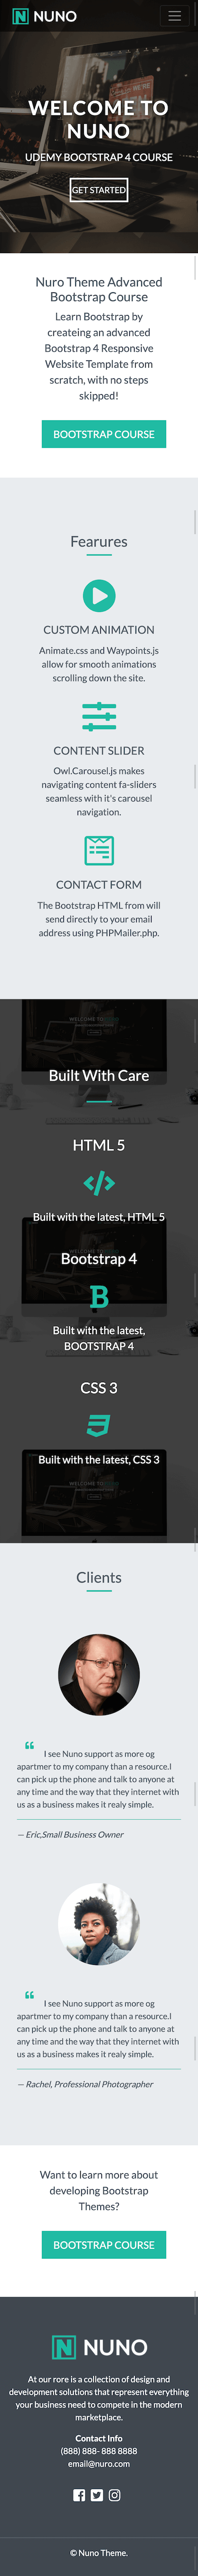 NUNO
WELCOME TO
NUNO
UDEMY BOOTSTRAP 4 COURSE
GET STARTED
Nuro Theme Advanced
Bootstrap Course
Learn Bootstrap by
createing an advanced
Bootstrap 4 Responsive
Website Template from
scratch, with no steps
skipped!
BOOTSTRAP COURSE
Fearures
CUSTOM ANIMATION
Animate.css and Waypoints.js
allow for smooth animations
scrolling down the site.
CONTENT SLIDER
Owl.Carousel.js makes
navigating content fa-sliders
seamless with it's carousel
navigation.
CONTACT FORM
The Bootstrap HTML from will
send directly to your email
address using PHPMailer.php.
WELCOME TO
Built With Care
HTML 5
Built with the latest, HTML 5
Bootstrap 4
B
Built with the latest,
BOOTSTRAP 4
CSS 3
Built with the latest, CSS 3
WELCOME TO
Clients
“ I see Nuno support as more og
apartmer to my company than a resource.I
can pick up the phone and talk to anyone at
any time and the way that they internet with
us as a business makes it realy simple.
— Eric,Small Business Owner
“ I see Nuno support as more og
apartmer to my company than a resource.I
can pick up the phone and talk to anyone at
any time and the way that they internet with
us as a business makes it realy simple.
— Rachel, Professional Photographer
Want to learn more about
developing Bootstrap
Themes?
BOOTSTRAP COURSE
NUNO
At our rore is a collection of design and
development solutions that represent everything
your business need to compete in the modern
marketplace.
Contact Info
(888) 888- 888 8888
email@nuro.com
© Nuno Theme.